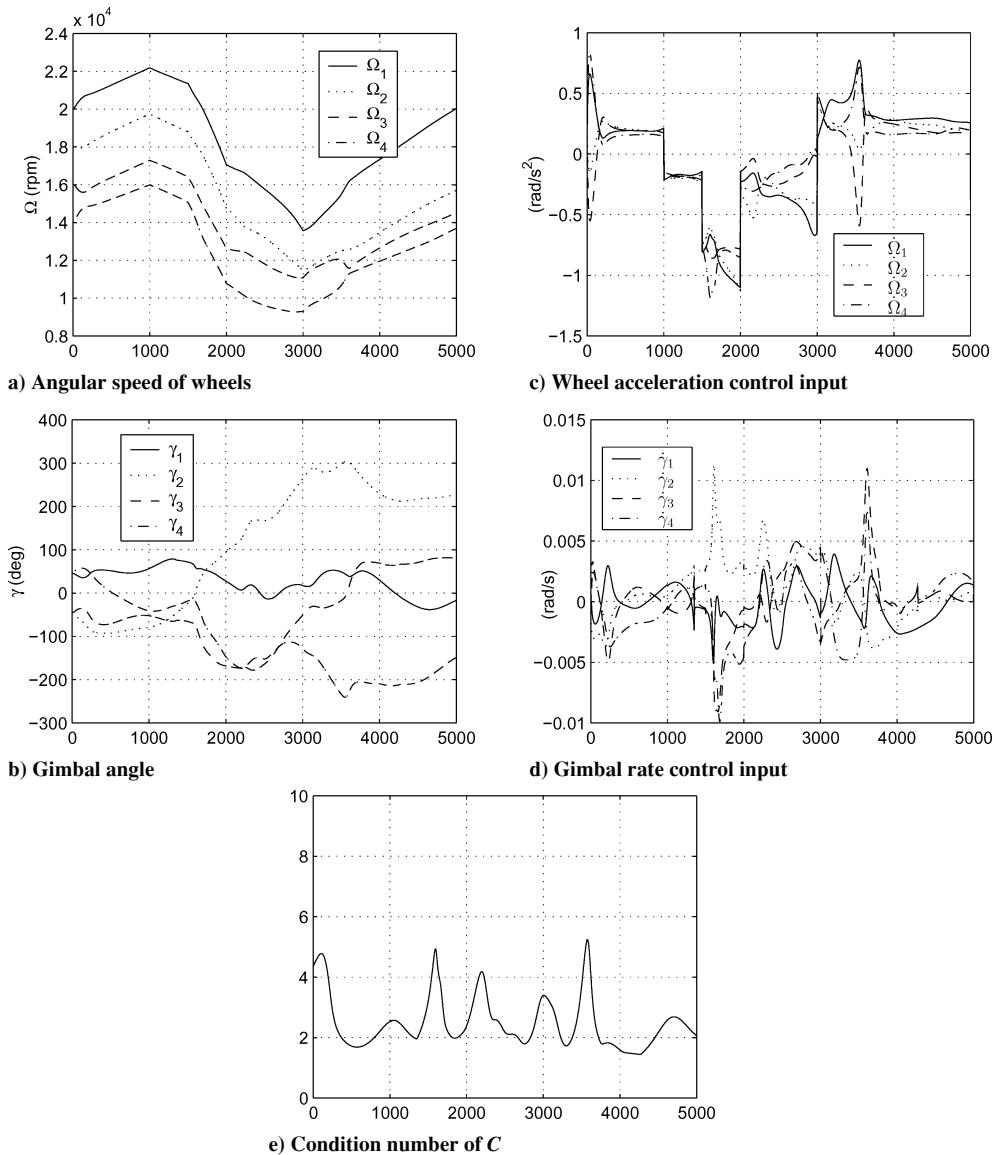 x 10⁴
2.4
2.2
2
1.8
1.6
1.4
1.2
1
0.8
Ω (rpm)
0 1000 2000 3000 4000 5000
Ω₁
Ω₂
Ω₃
Ω₄
a) Angular speed of wheels
1
0.5
0
−0.5
−1
−1.5
(rad/s²)
0 1000 2000 3000 4000 5000
Ω̇₁
Ω̇₂
Ω̇₃
Ω̇₄
c) Wheel acceleration control input
400
300
200
100
0
−100
−200
−300
γ (deg)
0 1000 2000 3000 4000 5000
γ₁
γ₂
γ₃
γ₄
b) Gimbal angle
0.015
0.01
0.005
0
−0.005
−0.01
(rad/s)
0 1000 2000 3000 4000 5000
γ̇₁
γ̇₂
γ̇₃
γ̇₄
d) Gimbal rate control input
10
8
6
4
2
0
0 1000 2000 3000 4000 5000
e) Condition number of C